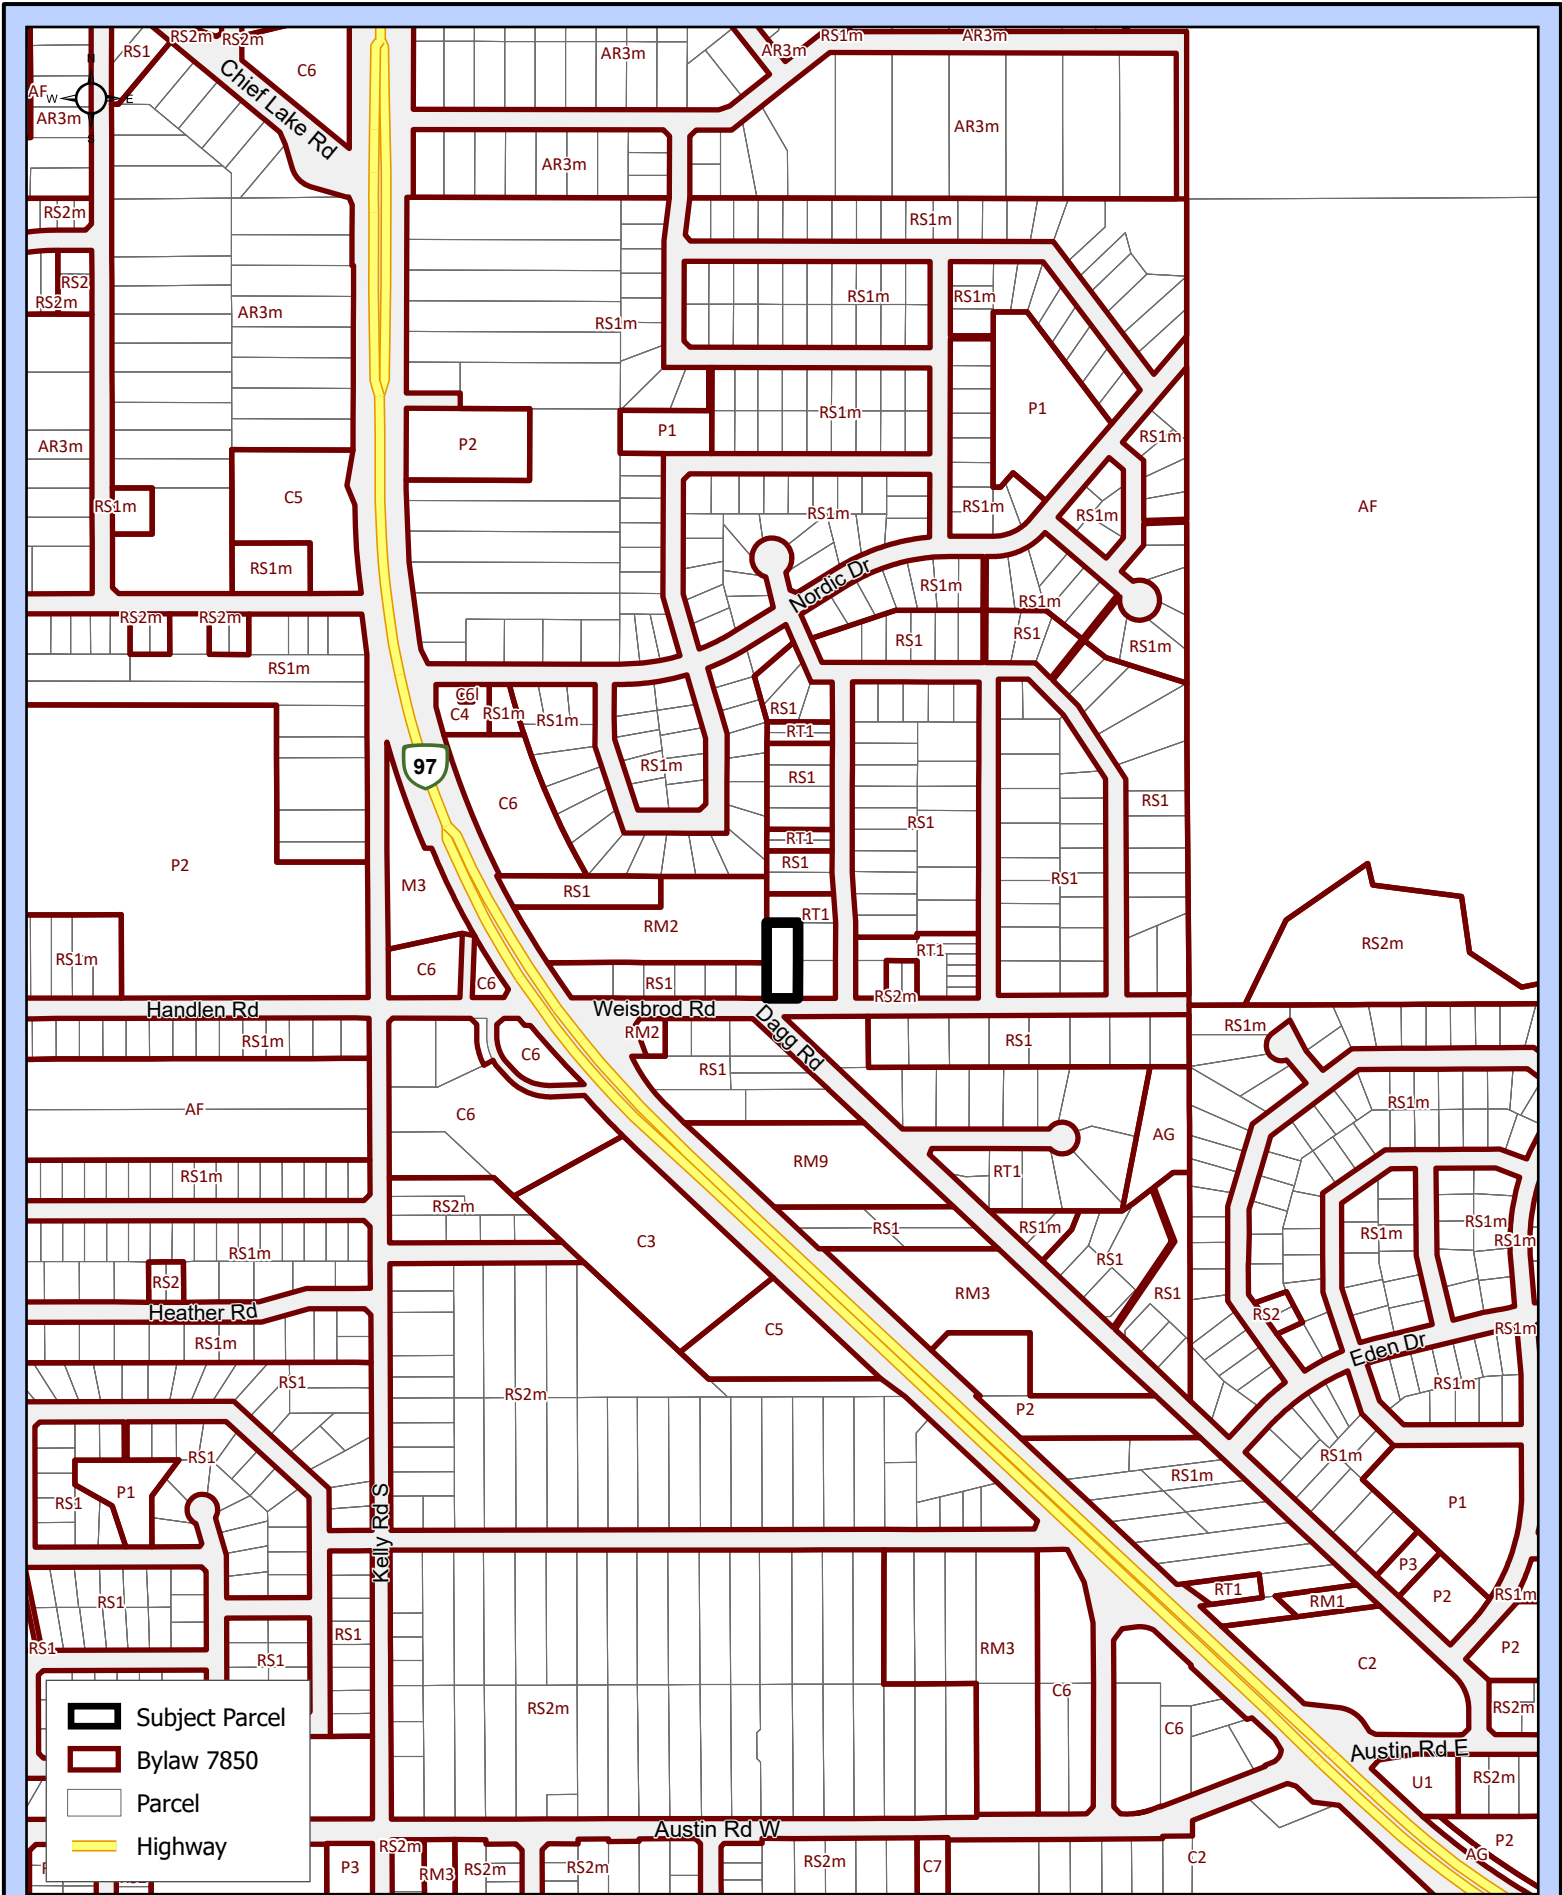 RS1
RS2m
RS2m
C6
AR3m
AR3m
RS1m
AR3m
Chief Lake Rd
N
W
E
S
AF
AR3m
AR3m
AR3m
RS2m
RS1m
RS2
RS2m
AR3m
RS1m
RS1m
RS1m
P1
RS1m
P1
RS1m
AR3m
P2
C5
RS1m
RS1m
RS1m
RS1m
RS1m
AF
RS1m
Nordic Dr
RS1m
RS1m
RS2m
RS2m
RS1
RS1
RS1m
RS1m
C6l
C4
RS1m
RS1m
RS1
RT1
97
RS1m
RS1
C6
RS1
RS1
RT1
RS1
P2
M3
RS1
RS1
RT1
RM2
RT1
RS2m
RS1m
C6
C6
RS1
RS2m
Handlen Rd
Weisbrod Rd
Dagg Rd
RM2
RS1m
C6
RS1
RS1
RS1m
AF
C6
RS1m
AG
RM9
RT1
RS1m
RS2m
RS1
RS1m
RS1m
RS1m
RS1m
C3
RS1
RS1m
RS2
RM3
RS1
RS2
Heather Rd
RS1m
C5
RS1m
Eden Dr
RS1
RS2m
RS1m
P2
RS1
RS1m
RS1m
P1
RS1
P1
Kelly Rd S
P3
RT1
RM1
P2
RS1m
RS1
RS1
RS1
RS1
RM3
P2
C2
C6
RS2m
RS2m
C6
Austin Rd E
U1
RS2m
Subject Parcel
Bylaw 7850
Parcel
Highway
Austin Rd W
P2
AG
RS2m
P3
RM3
RS2m
RS2m
RS2m
C7
C2